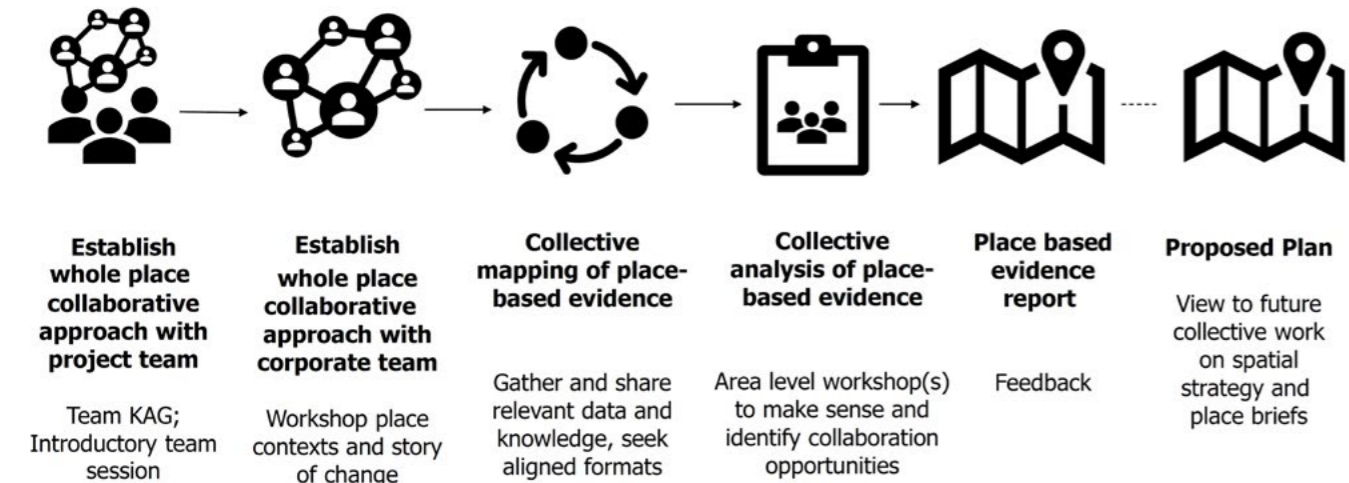 Establish
whole place
collaborative
approach with
project team
Team KAG;
Introductory team
session
Establish
whole place
collaborative
approach with
corporate team
Workshop place
contexts and story
of change
Collective
mapping of place-
based evidence
Gather and share
relevant data and
knowledge, seek
aligned formats
Collective
analysis of place-
based evidence
Area level workshop(s)
to make sense and
identify collaboration
opportunities
Place based
evidence
report
Feedback
Proposed Plan
View to future
collective work
on spatial
strategy and
place briefs